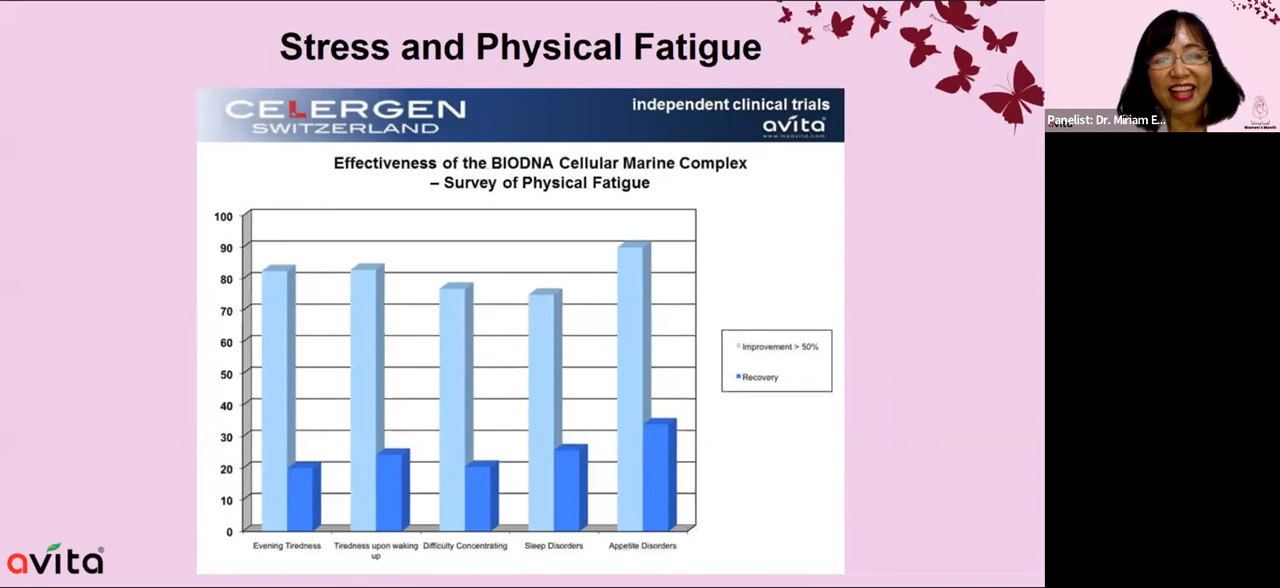 Stress and Physical Fatigue
CELERGEN
SWITZERLAND
independent clinical trials
avita
Effectiveness of the BIODNA Cellular Marine Complex
– Survey of Physical Fatigue
100
90
80
70
60
50
40
30
20
10
0
Evening Tiredness
Tiredness upon waking
up
Difficulty Concentrating
Sleep Disorders
Appetite Disorders
Improvement > 50%
Recovery
avita®
Panelist: Dr. Miriam E...
Women's Month